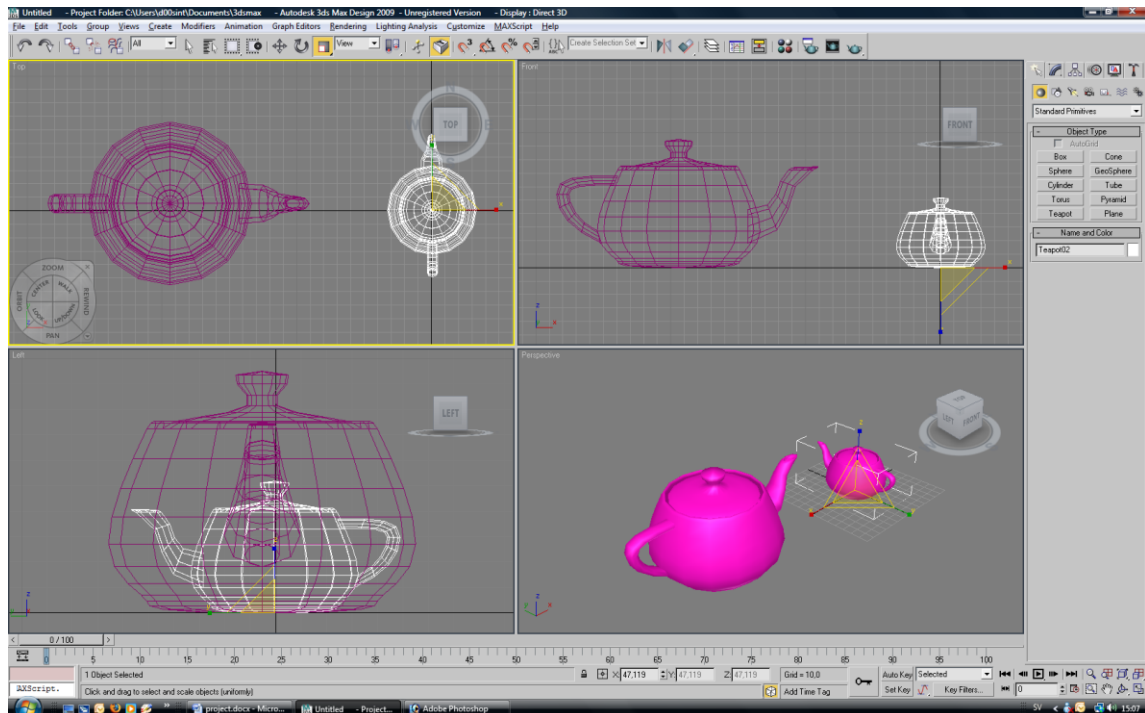 Untitled - Project Folder: C:\Users\d00sint\Documents\3dsmax - Autodesk 3ds Max Design 2009 - Unregistered Version - Display : Direct 3D
File Edit Tools Group Views Create Modifiers Animation Graph Editors Rendering Lighting Analysis Customize MAXScript Help
All View Create Selection Set
Top
N
TOP
W E
S
ZOOM
CENTER WALK
ORBIT REWIND
LOOK UP/DOWN
PAN
Front
FRONT
x
z
x
Left
LEFT
z
z
Perspective
TOP
LEFT FRONT
z
z
y x
Standard Primitives
- Object Type
AutoGrid
Box Cone
Sphere GeoSphere
Cylinder Tube
Torus Pyramid
Teapot Plane
- Name and Color
Teapot02
< 0 / 100 >
0 5 10 15 20 25 30 35 40 45 50 55 60 65 70 75 80 85 90 95 100
1 Object Selected X: 47,119 Y: 47,119 Z: 47,119 Grid = 10,0 Auto Key Selected
AXScript. Click and drag to select and scale objects (uniformly) Add Time Tag Set Key Key Filters... 0
project.docx - Micro... Untitled - Project... Adobe Photoshop SV 15:07